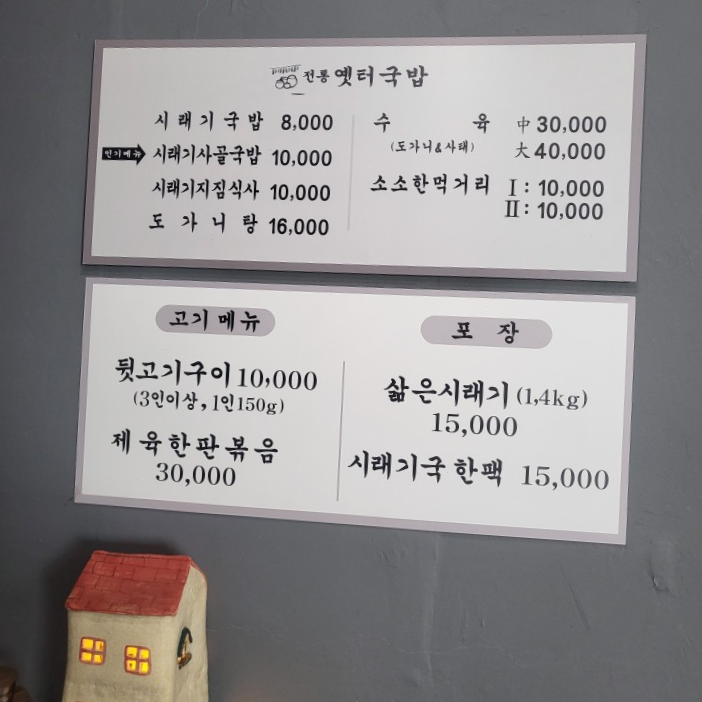 전통 옛터국밥
시래기국밥 8,000
인기메뉴 시래기사골국밥 10,000
시래기지짐식사 10,000
도가니탕 16,000
수육 中 30,000
(도가니&사태) 大 40,000
소소한먹거리 Ⅰ: 10,000
Ⅱ: 10,000
고기메뉴
뒷고기구이 10,000
(3인이상, 1인150g)
제육한판볶음
30,000
포장
삶은시래기 (1,4kg)
15,000
시래기국 한팩 15,000